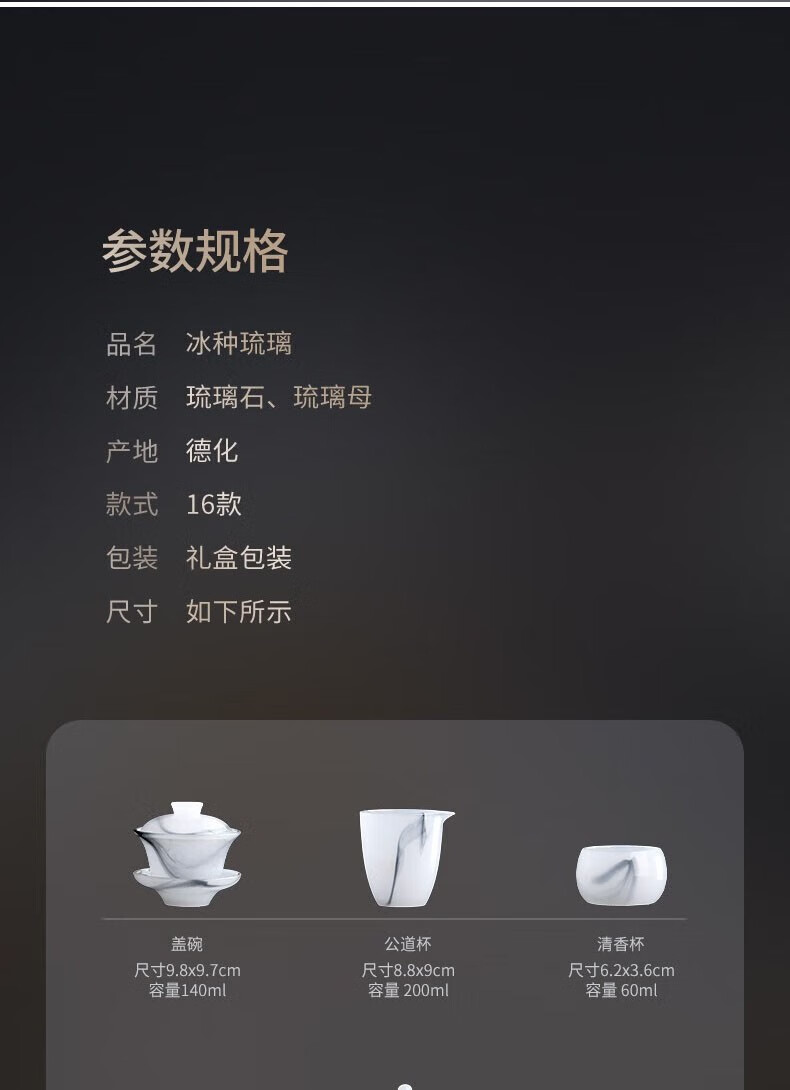 参数规格
品名 冰种琉璃
材质 琉璃石、琉璃母
产地 德化
款式 16款
包装 礼盒包装
尺寸 如下所示
盖碗
尺寸9.8x9.7cm
容量140ml
公道杯
尺寸8.8x9cm
容量 200ml
清香杯
尺寸6.2x3.6cm
容量 60ml